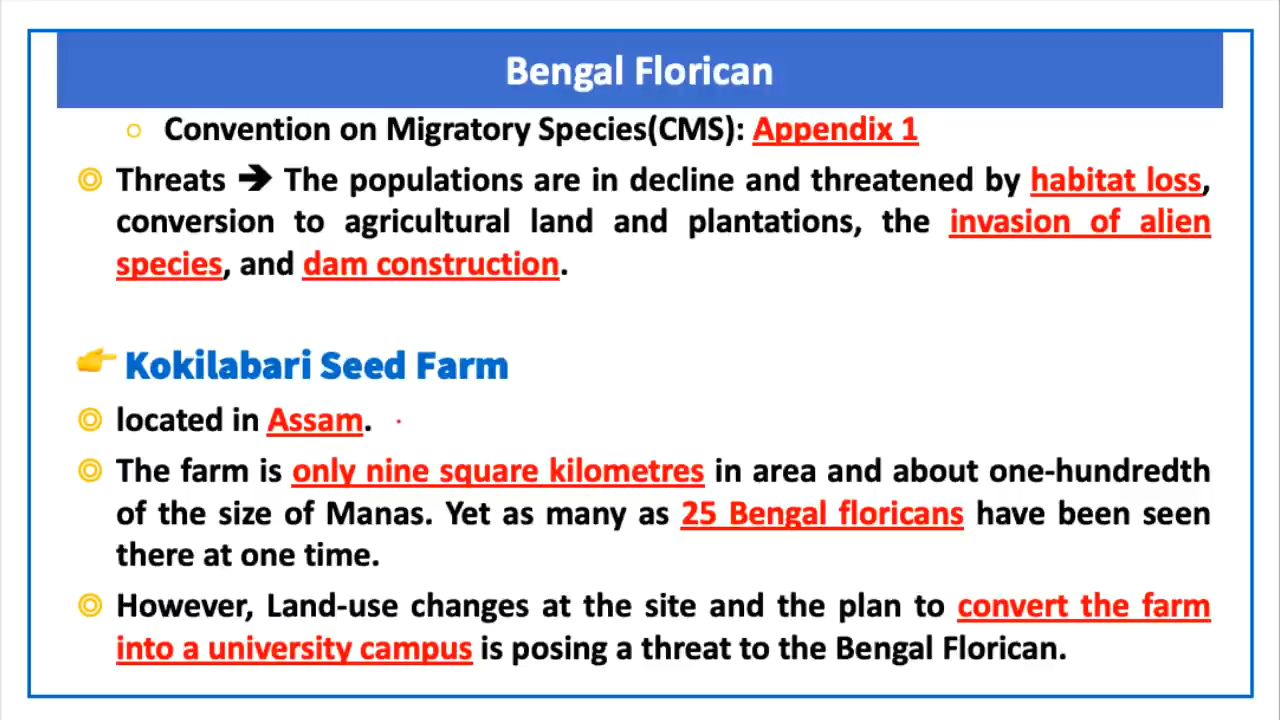 Bengal Florican
Convention on Migratory Species(CMS): Appendix 1
Threats ➔ The populations are in decline and threatened by habitat loss,
conversion to agricultural land and plantations, the invasion of alien
species, and dam construction.
Kokilabari Seed Farm
located in Assam.
The farm is only nine square kilometres in area and about one-hundredth
of the size of Manas. Yet as many as 25 Bengal floricans have been seen
there at one time.
However, Land-use changes at the site and the plan to convert the farm
into a university campus is posing a threat to the Bengal Florican.